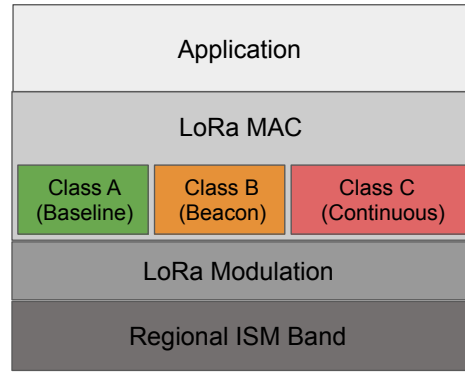 Application
LoRa MAC
Class A
(Baseline)
Class B
(Beacon)
Class C
(Continuous)
LoRa Modulation
Regional ISM Band